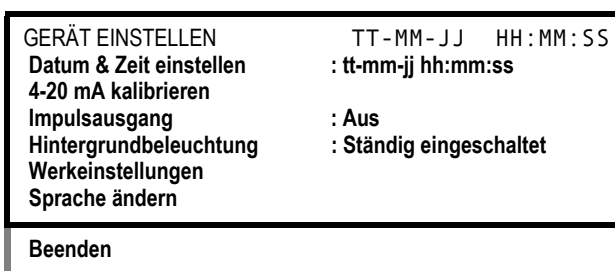 GERÄT EINSTELLEN TT-MM-JJ HH:MM:SS
Datum & Zeit einstellen : tt-mm-jj hh:mm:ss
4-20 mA kalibrieren
Impulsausgang : Aus
Hintergrundbeleuchtung : Ständig eingeschaltet
Werkeinstellungen
Sprache ändern
Beenden